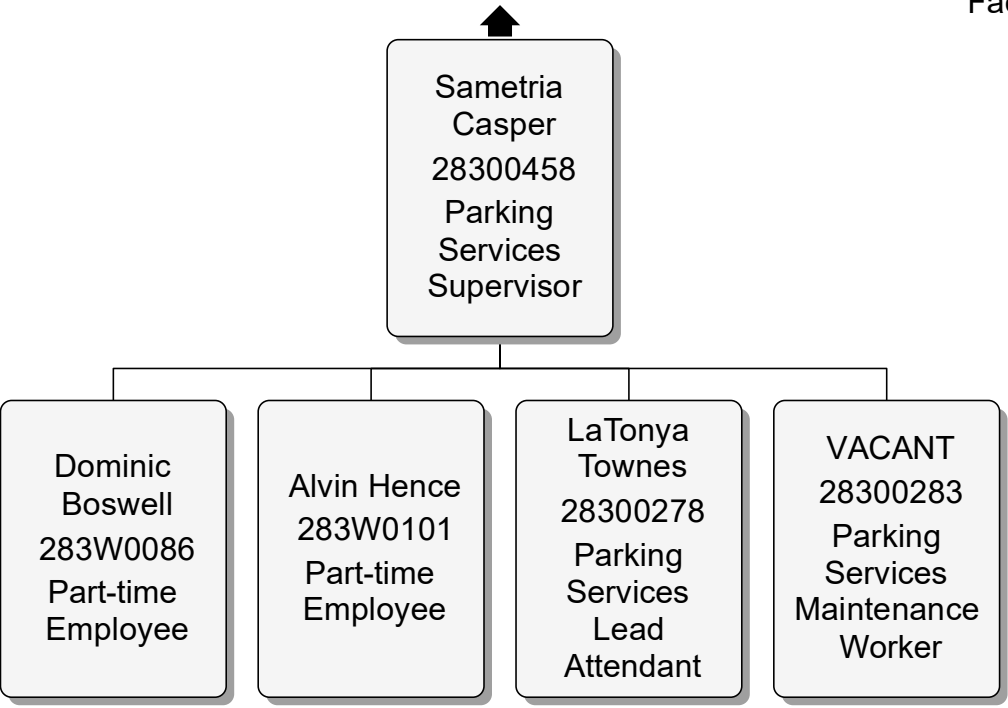 Sametria
Casper
28300458
Parking
Services
Supervisor
Dominic
Boswell
283W0086
Part-time
Employee
Alvin Hence
283W0101
Part-time
Employee
LaTonya
Townes
28300278
Parking
Services
Lead
Attendant
VACANT
28300283
Parking
Services
Maintenance
Worker